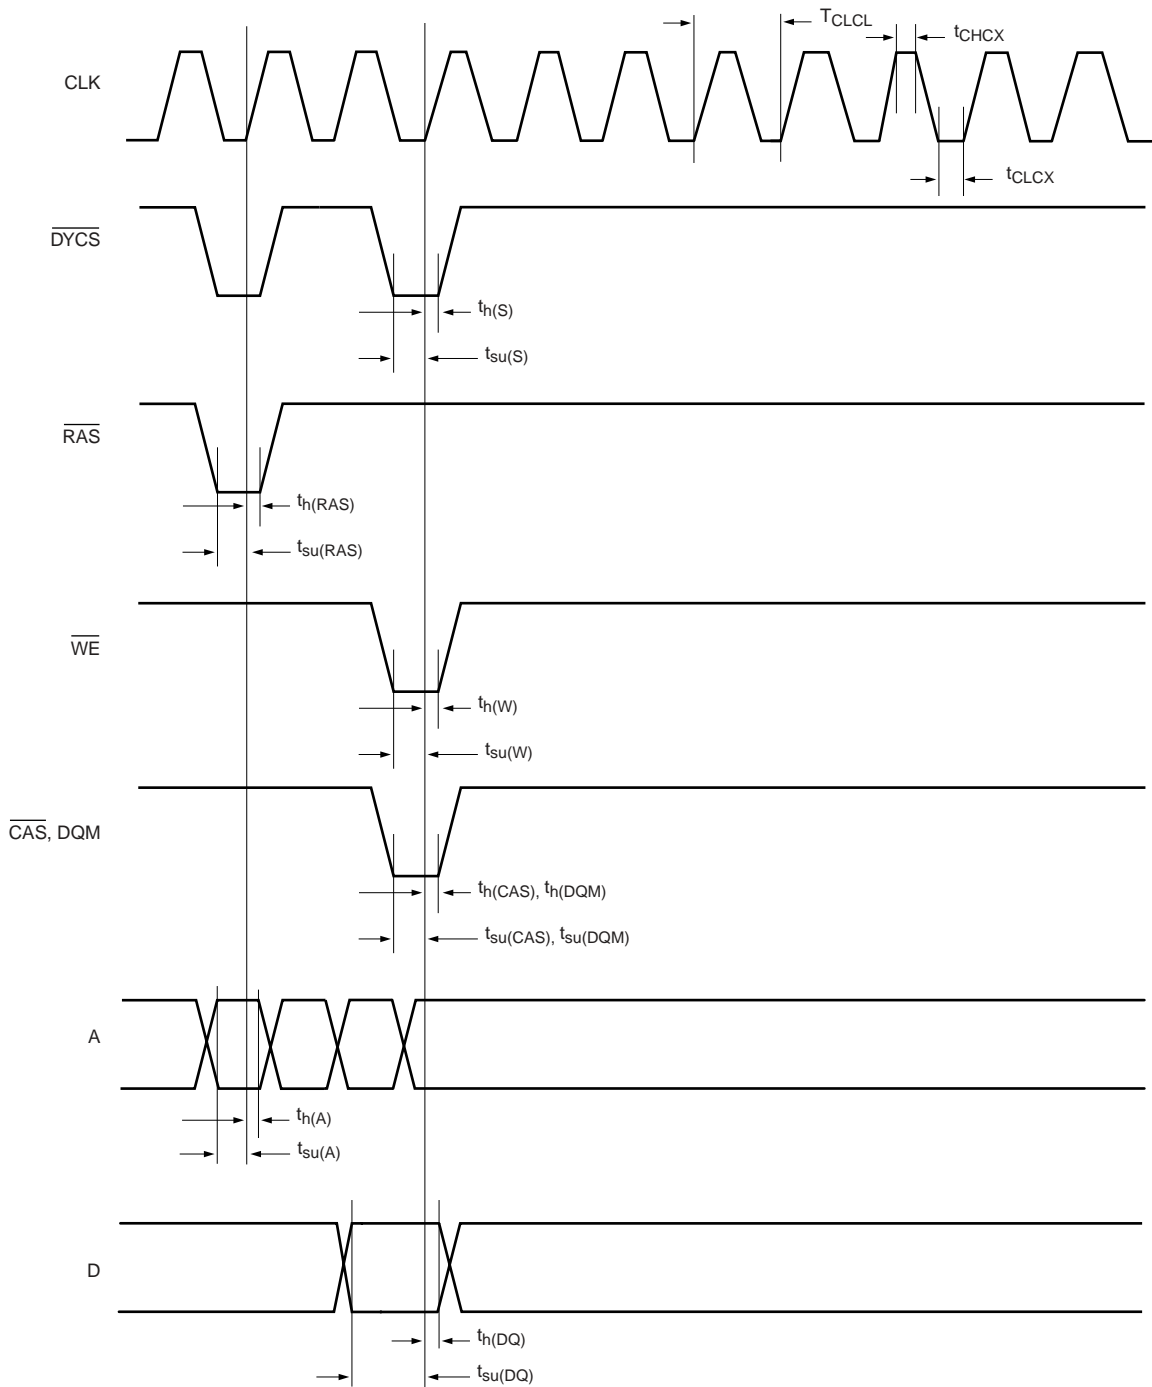 T_CLCL
t_CHCX
CLK
t_CLCX
DYCS
t_h(S)
t_su(S)
RAS
t_h(RAS)
t_su(RAS)
WE
t_h(W)
t_su(W)
CAS, DQM
t_h(CAS), t_h(DQM)
t_su(CAS), t_su(DQM)
A
t_h(A)
t_su(A)
D
t_h(DQ)
t_su(DQ)